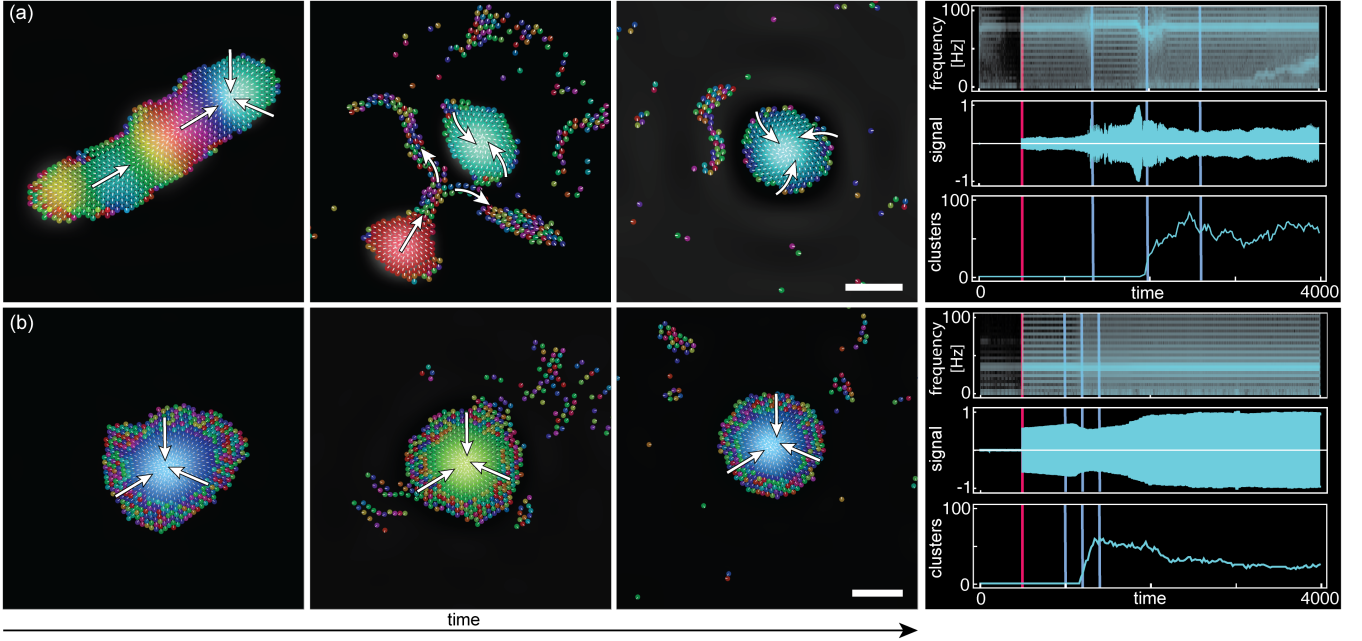 (a)
frequency
[Hz]
100
0
signal
1
-1
clusters
100
0
0 time 4000
(b)
frequency
[Hz]
100
0
signal
1
-1
clusters
100
0
0 time 4000
time